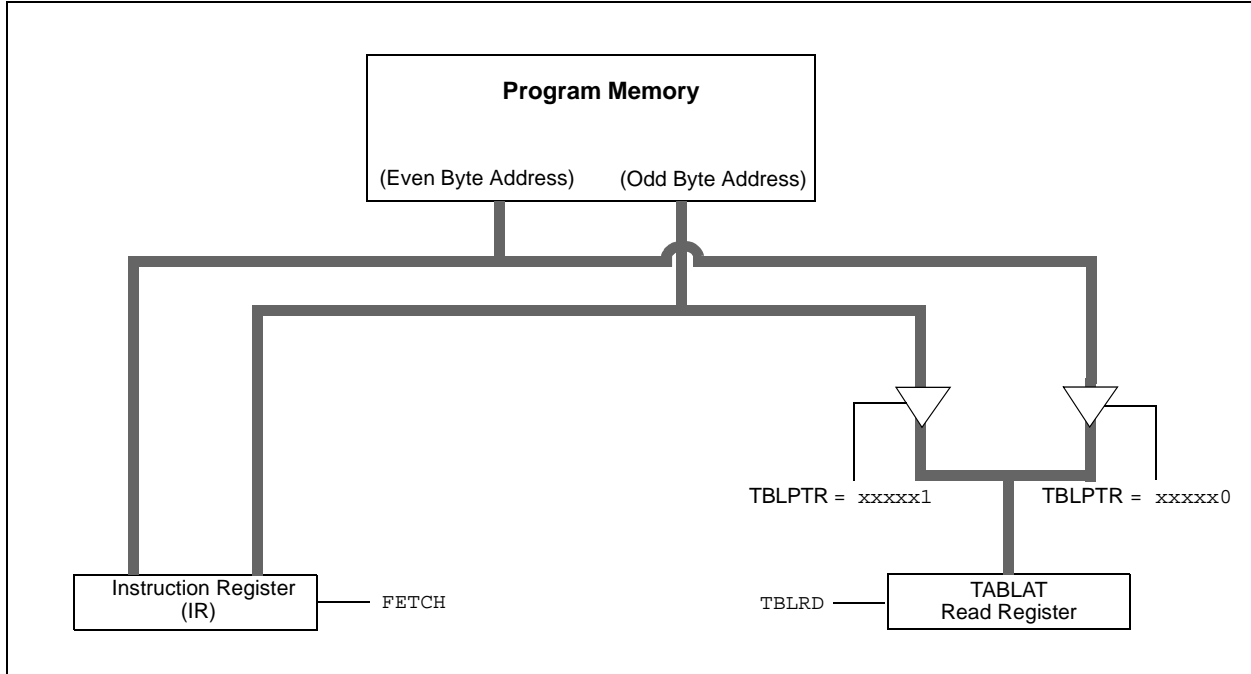 Program Memory
(Even Byte Address) (Odd Byte Address)
TBLPTR = xxxxx1 TBLPTR = xxxxx0
Instruction Register
(IR)
FETCH
TBLRD
TABLAT
Read Register